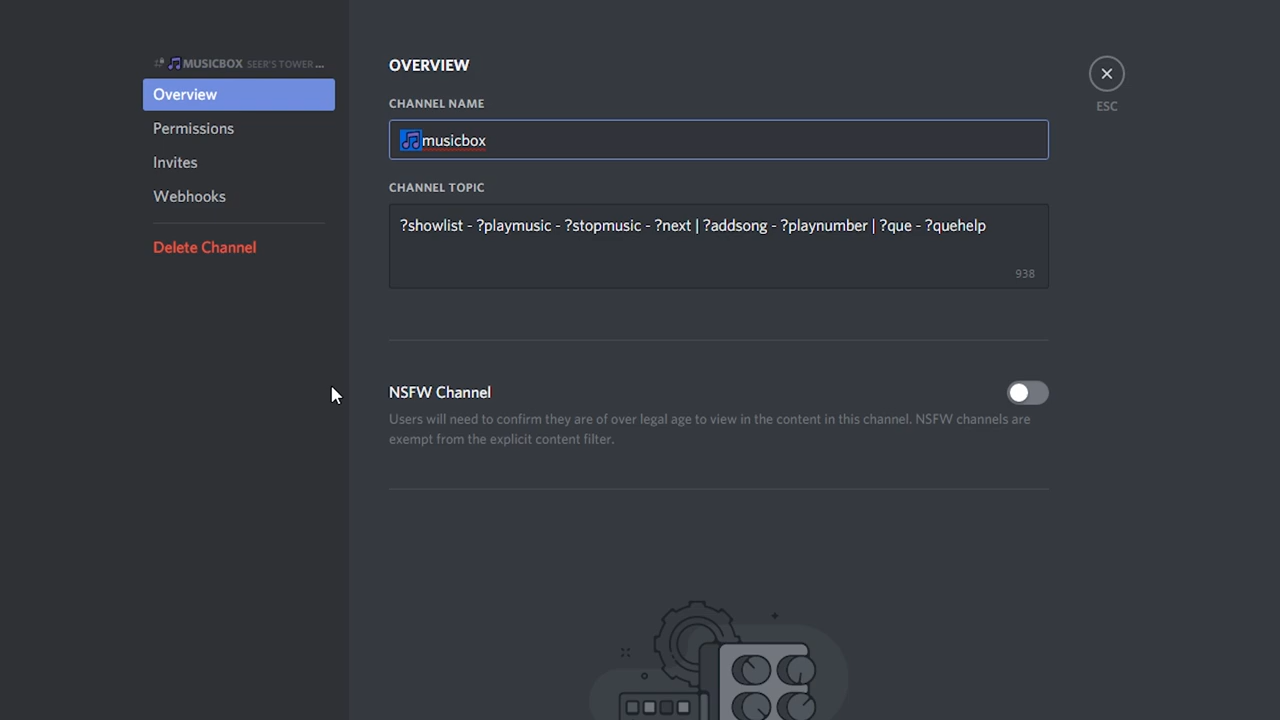 🎵MUSICBOX SEER'S TOWER ...
Overview
Permissions
Invites
Webhooks
Delete Channel
OVERVIEW
CHANNEL NAME
🎵musicbox
CHANNEL TOPIC
?showlist - ?playmusic - ?stopmusic - ?next | ?addsong - ?playnumber | ?que - ?quehelp
938
NSFW Channel
Users will need to confirm they are of over legal age to view in the content in this channel. NSFW channels are
exempt from the explicit content filter.
ESC